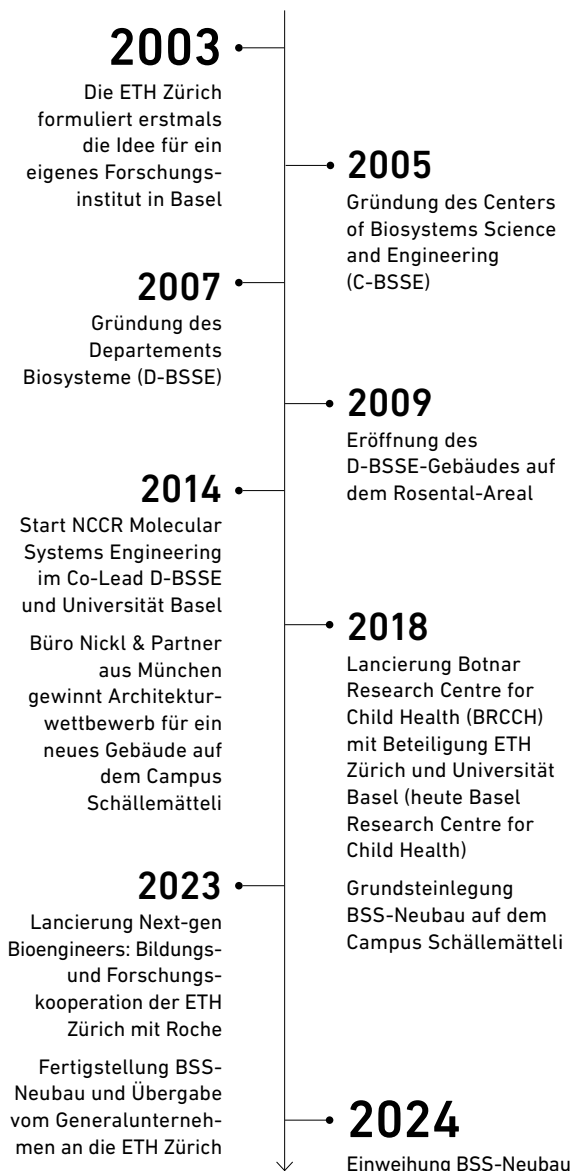 2003
Die ETH Zürich
formuliert erstmals
die Idee für ein
eigenes Forschungs-
institut in Basel
2005
Gründung des Centers
of Biosystems Science
and Engineering
(C-BSSE)
2007
Gründung des
Departements
Biosysteme (D-BSSE)
2009
Eröffnung des
D-BSSE-Gebäudes auf
dem Rosental-Areal
2014
Start NCCR Molecular
Systems Engineering
im Co-Lead D-BSSE
und Universität Basel
Büro Nickl & Partner
aus München
gewinnt Architektur-
wettbewerb für ein
neues Gebäude auf
dem Campus
Schällemätteli
2018
Lancierung Botnar
Research Centre for
Child Health (BRCCH)
mit Beteiligung ETH
Zürich und Universität
Basel (heute Basel
Research Centre for
Child Health)
Grundsteinlegung
BSS-Neubau auf dem
Campus Schällemätteli
2023
Lancierung Next-gen
Bioengineers: Bildungs-
und Forschungs-
kooperation der ETH
Zürich mit Roche
Fertigstellung BSS-
Neubau und Übergabe
vom Generalunterneh-
men an die ETH Zürich
2024
Einweihung BSS-Neubau